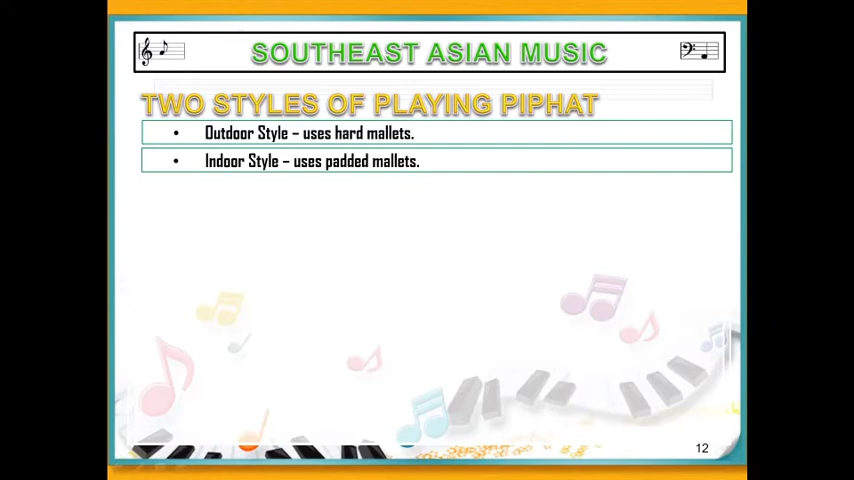 SOUTHEAST ASIAN MUSIC
TWO STYLES OF PLAYING PIPHAT
• Outdoor Style – uses hard mallets.
• Indoor Style – uses padded mallets.
12